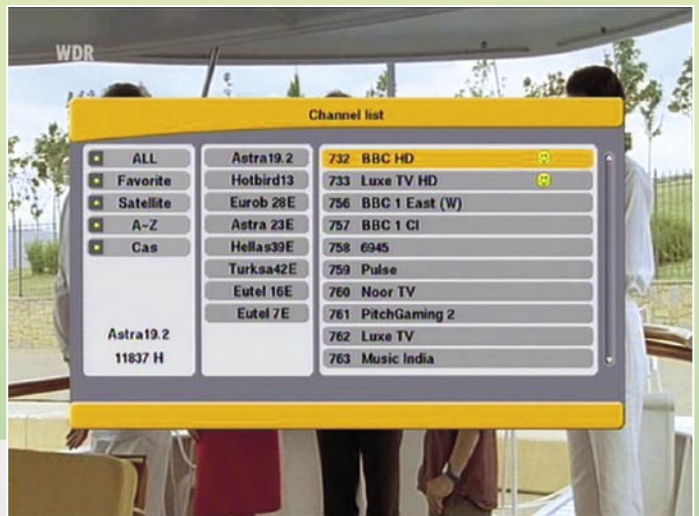 WDR
Channel list
ALL
Favorite
Satellite
A~Z
Cas
Astra19.2
11837 H
Astra19.2
Hotbird13
Eurob 28E
Astra 23E
Hellas39E
Turksa42E
Eutel 16E
Eutel 7E
732 BBC HD
733 Luxe TV HD
756 BBC 1 East (W)
757 BBC 1 CI
758 6945
759 Pulse
760 Noor TV
761 PitchGaming 2
762 Luxe TV
763 Music India